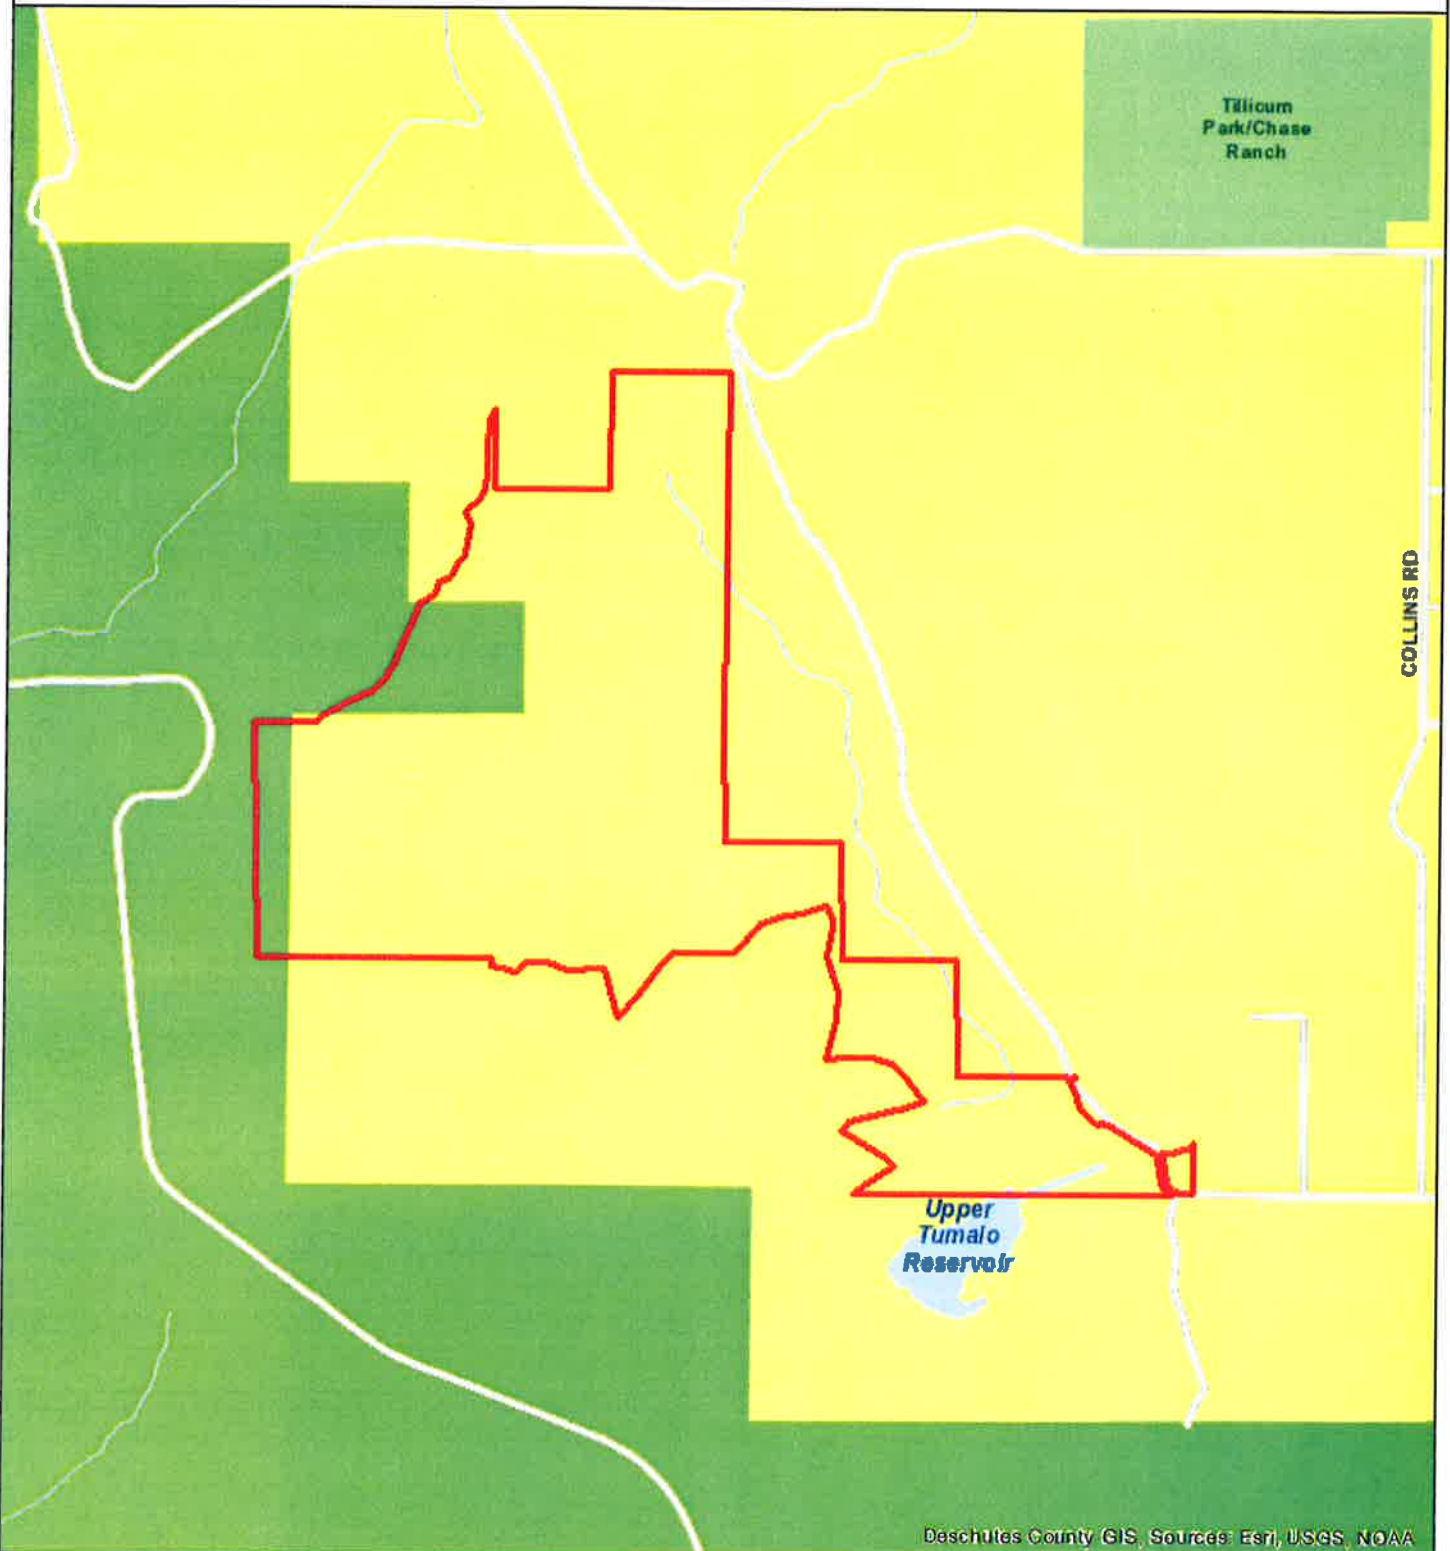 Tillicum
Park/Chase
Ranch
COLLINS RD
Upper
Tumalo
Reservoir
Deschutes County GIS, Sources: Esri, USGS, NOAA